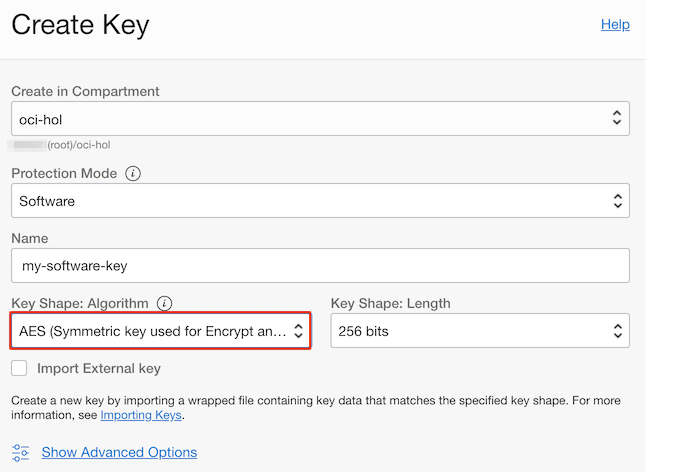 Create Key
Help
Create in Compartment
oci-hol
(root)/oci-hol
Protection Mode
Software
Name
my-software-key
Key Shape: Algorithm
Key Shape: Length
AES (Symmetric key used for Encrypt an...
256 bits
Import External key
Create a new key by importing a wrapped file containing key data that matches the specified key shape. For more
information, see Importing Keys.
Show Advanced Options